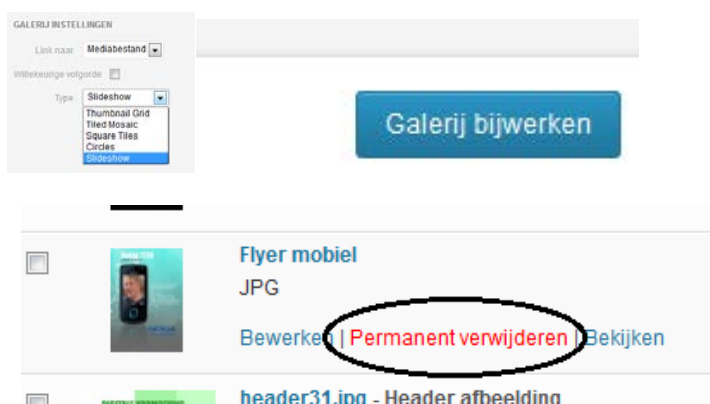 GALERIJ INSTELLINGEN
Link naar Mediabestand
Willekeurige volgorde
Type Slideshow
Thumbnail Grid
Tiled Mosaic
Square Tiles
Circles
Slideshow
Galerij bijwerken
Flyer mobiel
JPG
Bewerken | Permanent verwijderen | Bekijken
header31.jpg - Header afbeelding